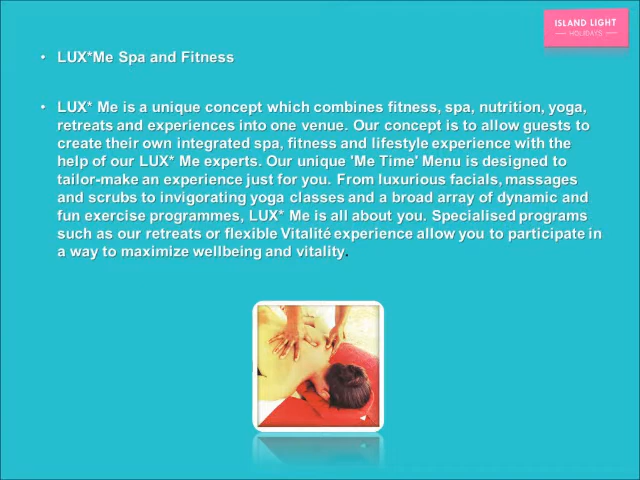 ISLAND LIGHT
HOLIDAYS
• LUX*Me Spa and Fitness
• LUX* Me is a unique concept which combines fitness, spa, nutrition, yoga,
retreats and experiences into one venue. Our concept is to allow guests to
create their own integrated spa, fitness and lifestyle experience with the
help of our LUX* Me experts. Our unique 'Me Time' Menu is designed to
tailor-make an experience just for you. From luxurious facials, massages
and scrubs to invigorating yoga classes and a broad array of dynamic and
fun exercise programmes, LUX* Me is all about you. Specialised programs
such as our retreats or flexible Vitalité experience allow you to participate in
a way to maximize wellbeing and vitality.